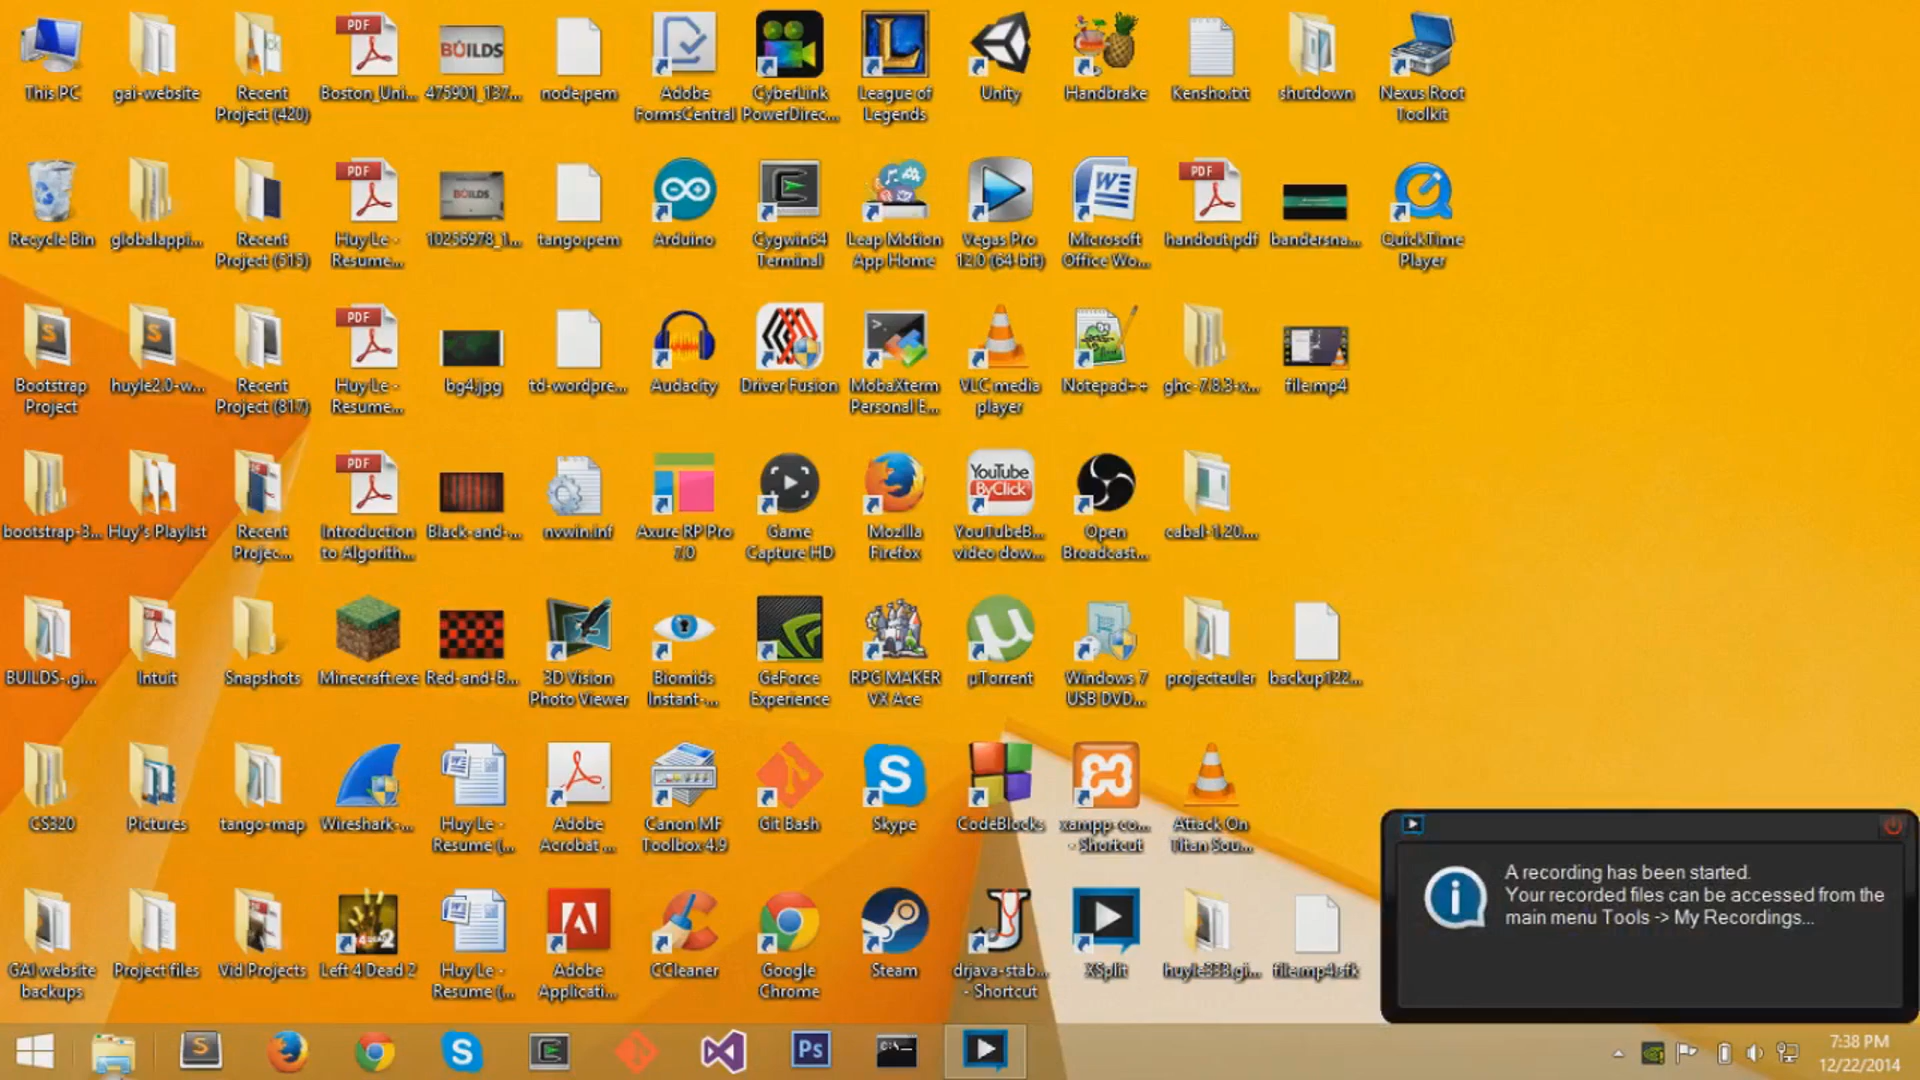 This PC
gai-website
Recent
Project (420)
Boston_Uni...
475901_137...
node.pem
Adobe
FormsCentral
CyberLink
PowerDirec...
League of
Legends
Unity
Handbrake
Kensho.txt
shutdown
Nexus Root
Toolkit
Recycle Bin
globalappi...
Recent
Project (515)
Huy Le -
Resume...
tango.pem
Arduino
Cygwin64
Terminal
Leap Motion
App Home
Vegas Pro
12.0 (64-bit)
Microsoft
Office Wo...
handout.pdf
bandersna...
QuickTime
Player
Bootstrap
Project
huyle2.0-w...
Recent
Project (817)
Huy Le -
Resume...
bg4.jpg
td-wordpre...
Audacity
Driver Fusion
MobaXterm
Personal E...
VLC media
player
Notepad++
ghc-7.8.3-x...
file.mp4
bootstrap-3...
Huy's Playlist
Recent
Projec...
Introduction
to Algorith...
Black-and-...
nvwin.inf
Axure RP Pro
7.0
Game
Capture HD
Mozilla
Firefox
YouTube
ByClick
YouTubeB...
video dow...
Open
Broadcast...
cabal-1.20....
BUILDS-.gi...
Intuit
Snapshots
Minecraft.exe
Red-and-B...
3D Vision
Photo Viewer
Biomids
Instant-...
GeForce
Experience
RPG MAKER
VX Ace
µTorrent
Windows 7
USB DVD...
projecteuler
backup122...
CS320
Pictures
tango-map
Wireshark-...
Huy Le -
Resume (...
Adobe
Acrobat ...
Canon MF
Toolbox 4.9
Git Bash
Skype
CodeBlocks
xampp-co...
- Shortcut
Attack On
Titan Sou...
GAI website
backups
Project files
Vid Projects
Left 4 Dead 2
Huy Le -
Resume (...
Adobe
Applicati...
CCleaner
Google
Chrome
Steam
drjava-stab...
- Shortcut
XSplit
huyle333.gi...
file.mp4.sfk
A recording has been started.
Your recorded files can be accessed from the
main menu Tools -> My Recordings...
7:38 PM
12/22/2014